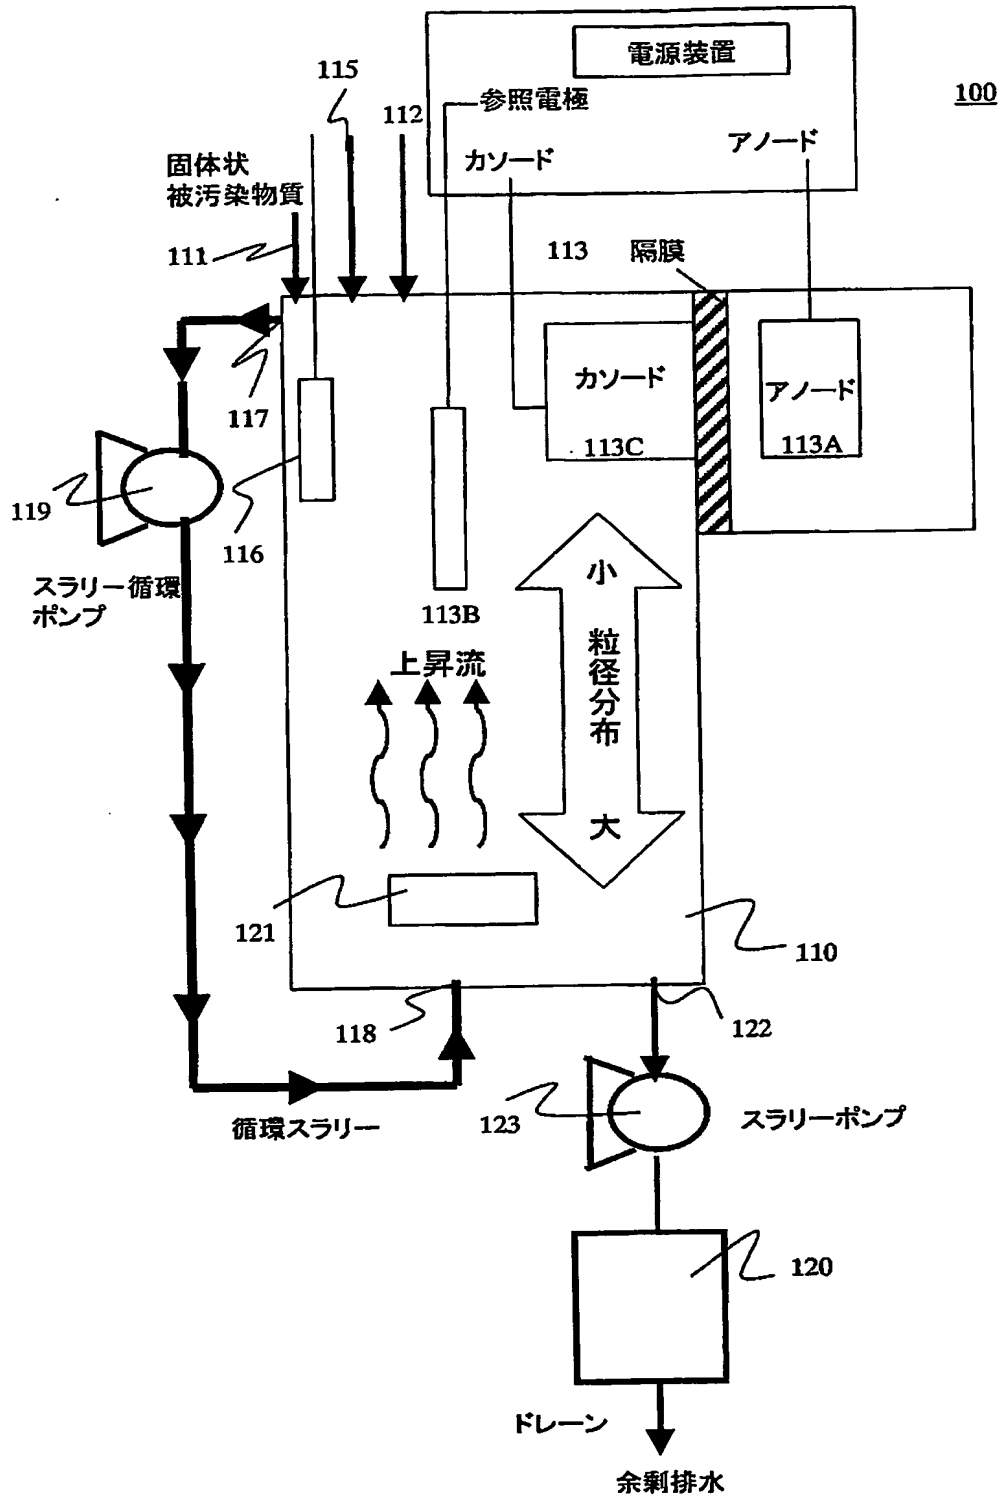 電源装置
100
115
参照電極
112
アノード
カソード
固体状
被汚染物質
111
113
隔膜
カソード
アノード
117
113C
113A
119
116
小
スラリー循環
ポンプ
113B
上昇流
粒径分布
大
121
110
118
122
循環スラリー
123
スラリーポンプ
120
ドレーン
余剰排水